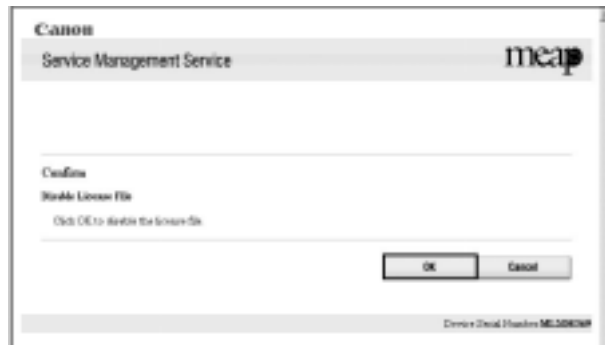 Canon
Service Management Service
meap
Confirm
Disable License File
Click OK to disable the license file.
OK
Cancel
Device Serial Number